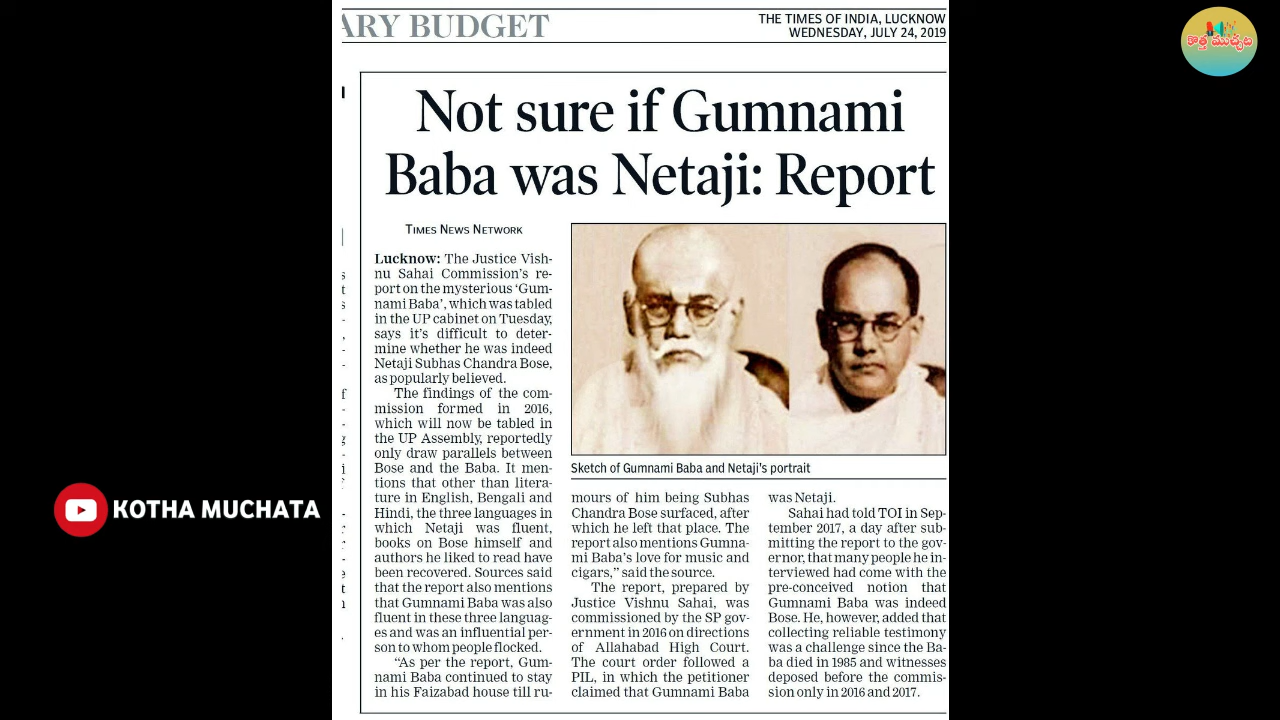 ARY BUDGET
THE TIMES OF INDIA, LUCKNOW
WEDNESDAY, JULY 24, 2019
కొత్త ముచ్చట
Not sure if Gumnami
Baba was Netaji: Report
TIMES NEWS NETWORK
Lucknow: The Justice Vish-
nu Sahai Commission's re-
port on the mysterious 'Gum-
nami Baba', which was tabled
in the UP cabinet on Tuesday,
says it's difficult to deter-
mine whether he was indeed
Netaji Subhas Chandra Bose,
as popularly believed.
The findings of the com-
mission formed in 2016,
which will now be tabled in
the UP Assembly, reportedly
only draw parallels between
Bose and the Baba. It men-
tions that other than litera-
ture in English, Bengali and
Hindi, the three languages in
which Netaji was fluent,
books on Bose himself and
authors he liked to read have
been recovered. Sources said
that the report also mentions
that Gumnami Baba was also
fluent in these three languag-
es and was an influential per-
son to whom people flocked.
"As per the report, Gum-
nami Baba continued to stay
in his Faizabad house till ru-
Sketch of Gumnami Baba and Netaji's portrait
mours of him being Subhas
Chandra Bose surfaced, after
which he left that place. The
report also mentions Gumna-
mi Baba's love for music and
cigars," said the source.
The report, prepared by
Justice Vishnu Sahai, was
commissioned by the SP gov-
ernment in 2016 on directions
of Allahabad High Court.
The court order followed a
PIL, in which the petitioner
claimed that Gumnami Baba
was Netaji.
Sahai had told TOI in Sep-
tember 2017, a day after sub-
mitting the report to the gov-
ernor, that many people he in-
terviewed had come with the
pre-conceived notion that
Gumnami Baba was indeed
Bose. He, however, added that
collecting reliable testimony
was a challenge since the Ba-
ba died in 1985 and witnesses
deposed before the commis-
sion only in 2016 and 2017.
KOTHA MUCHATA